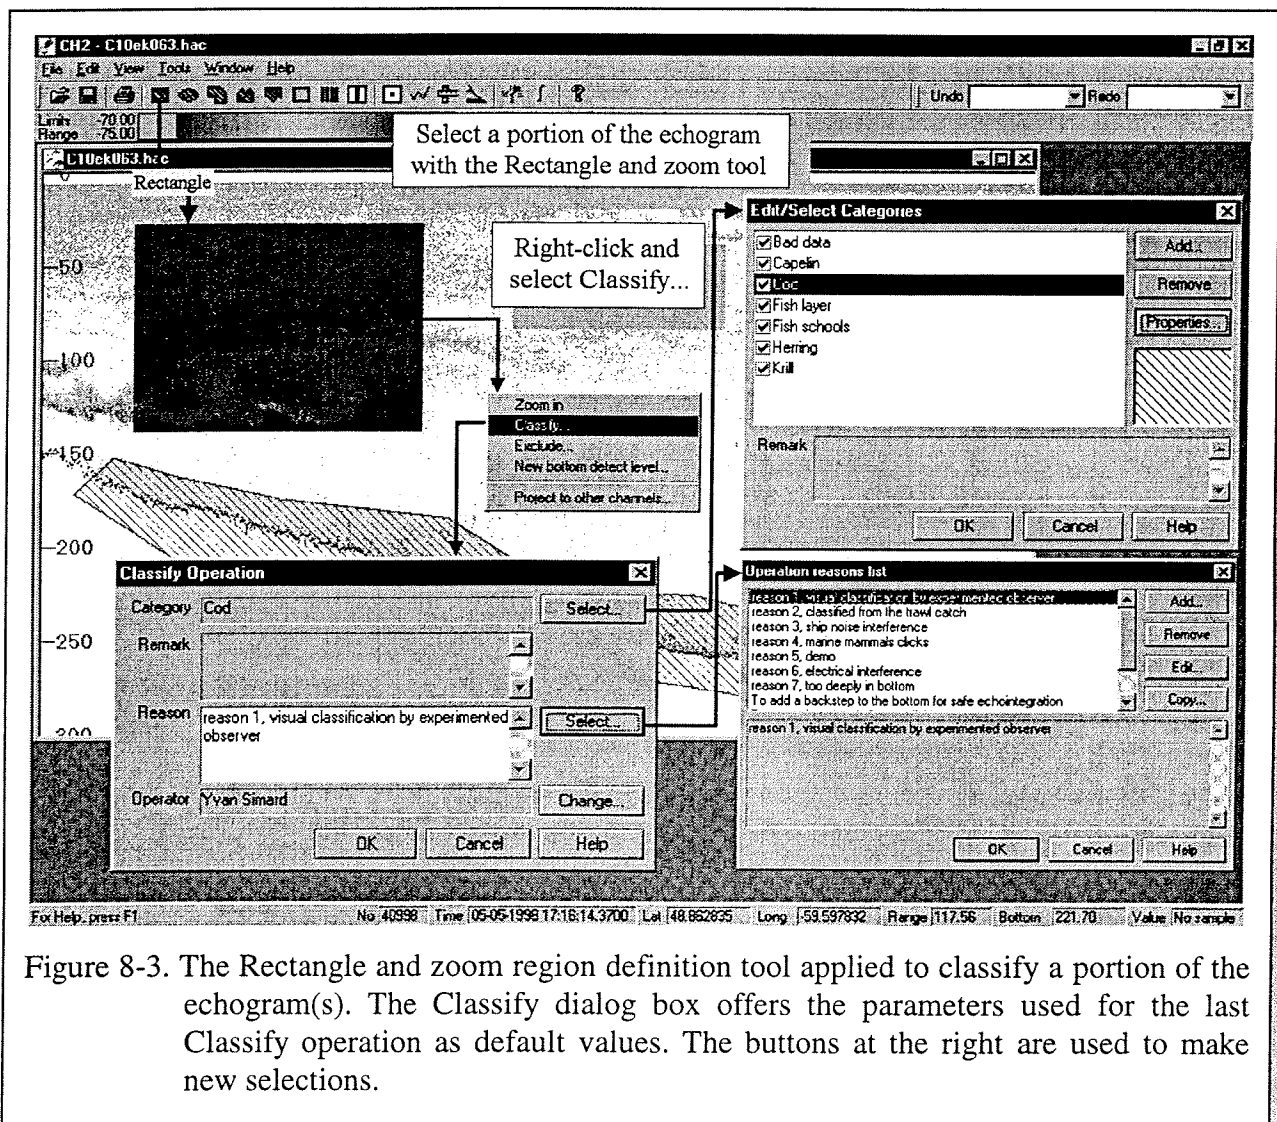 CH2 - C10ek063.hac
File Edit View Tools Window Help
Undo Redo
Limits -70.00
Range -75.00
Select a portion of the echogram
with the Rectangle and zoom tool
C10ek063.hac
Rectangle
0
-50
-100
-150
-200
-250
-300
Right-click and
select Classify...
Zoom in
Classify...
Exclude...
New bottom detect level...
Project to other channels...
Edit/Select Categories
Bad data
Capelin
Cod
Fish layer
Fish schools
Herring
Krill
Add...
Remove
Properties...
Remark
OK Cancel Help
Classify Operation
Category Cod Select...
Remark
Reason reason 1, visual classification by experimented
observer
Select...
Operator Yvan Simard Change...
OK Cancel Help
Operation reasons list
reason 1, visual classification by experimented observer
reason 2, classified from the trawl catch
reason 3, ship noise interference
reason 4, marine mammals clicks
reason 5, demo
reason 6, electrical interference
reason 7, too deeply in bottom
To add a backstep to the bottom for safe echointegration
Add...
Remove
Edit...
Copy...
reason 1, visual classification by experimented observer
OK Cancel Help
For Help, press F1 No 40998 Time 05-05-1998 17:16:14.3700 Lat 48.862835 Long -59.597832 Range 117.56 Bottom 221.70 Value No sample
Figure 8-3. The Rectangle and zoom region definition tool applied to classify a portion of the
echogram(s). The Classify dialog box offers the parameters used for the last
Classify operation as default values. The buttons at the right are used to make
new selections.